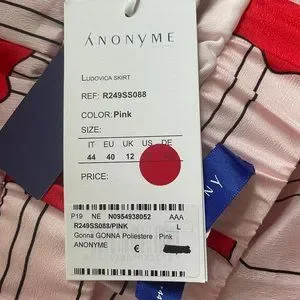 ÁNONYME
LUDOVICA SKIRT
REF: R249SS088
COLOR: Pink
SIZE:
IT EU UK US DE
44 40 12
PRICE:
P19 NE N0954938052 AAA
R249SS088/PINK L
Gonna GONNA Poliestere Pink
ANONYME €